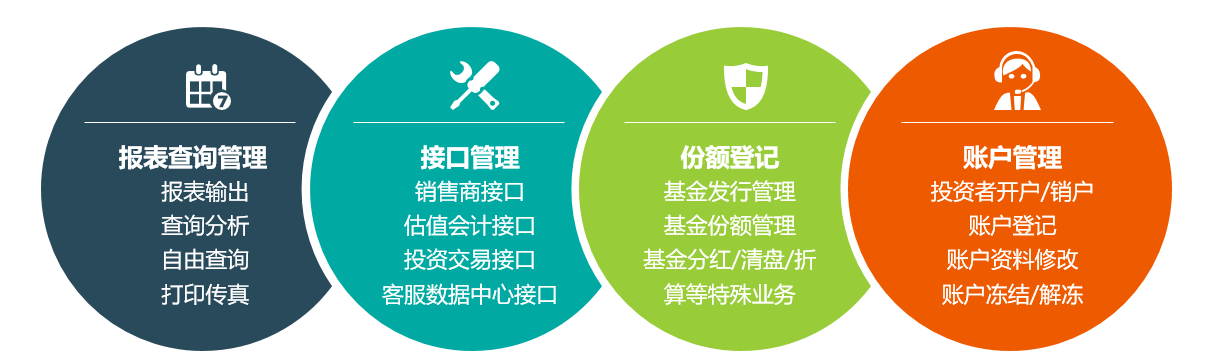 7
报表查询管理
报表输出
查询分析
自由查询
打印传真
接口管理
销售商接口
估值会计接口
投资交易接口
客服数据中心接口
份额登记
基金发行管理
基金份额管理
基金分红/清盘/折
算等特殊业务
账户管理
投资者开户/销户
账户登记
账户资料修改
账户冻结/解冻